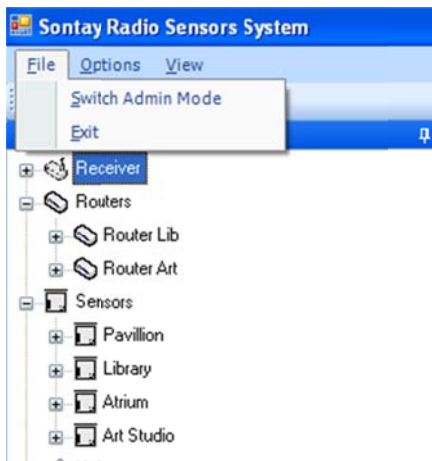 Sontay Radio Sensors System
File Options View
Switch Admin Mode
Exit
Receiver
Routers
Router Lib
Router Art
Sensors
Pavillion
Library
Atrium
Art Studio